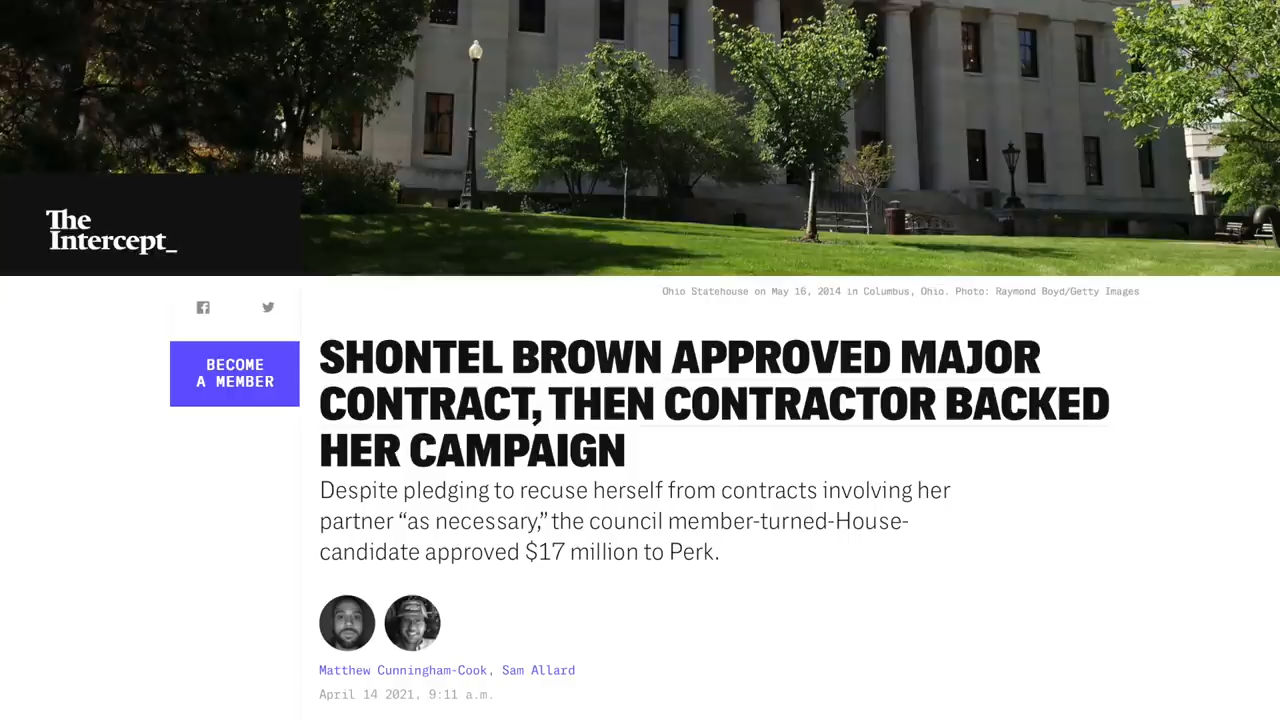 The
Intercept_
Ohio Statehouse on May 16, 2014 in Columbus, Ohio. Photo: Raymond Boyd/Getty Images
BECOME
A MEMBER
SHONTEL BROWN APPROVED MAJOR
CONTRACT, THEN CONTRACTOR BACKED
HER CAMPAIGN
Despite pledging to recuse herself from contracts involving her
partner “as necessary,” the council member-turned-House-
candidate approved $17 million to Perk.
Matthew Cunningham-Cook, Sam Allard
April 14 2021, 9:11 a.m.